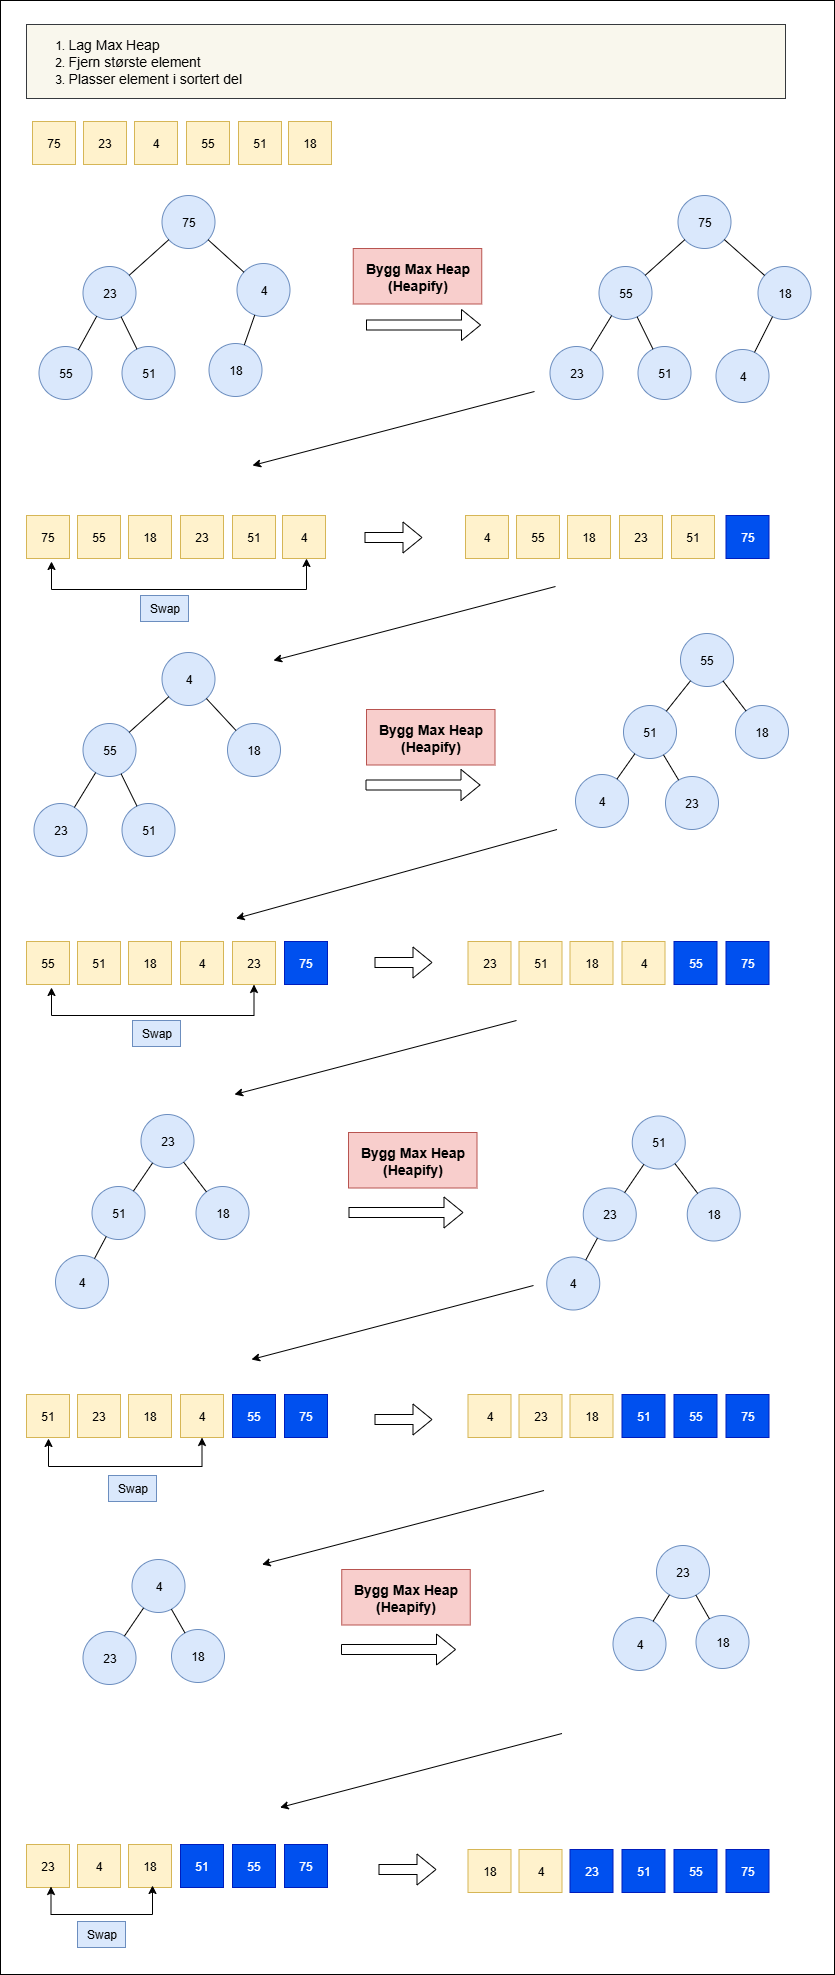 1. Lag Max Heap
2. Fjern største element
3. Plasser element i sortert del
75 23 4 55 51 18
75
23 4
55 51 18
Bygg Max Heap
(Heapify)
75
55 18
23 51 4
75 55 18 23 51 4
Swap
4 55 18 23 51 75
4
55 18
23 51
Bygg Max Heap
(Heapify)
55
51 18
4 23
55 51 18 4 23 75
Swap
23 51 18 4 55 75
23
51 18
4
Bygg Max Heap
(Heapify)
51
23 18
4
51 23 18 4 55 75
Swap
4 23 18 51 55 75
4
23 18
Bygg Max Heap
(Heapify)
23
4 18
23 4 18 51 55 75
Swap
18 4 23 51 55 75